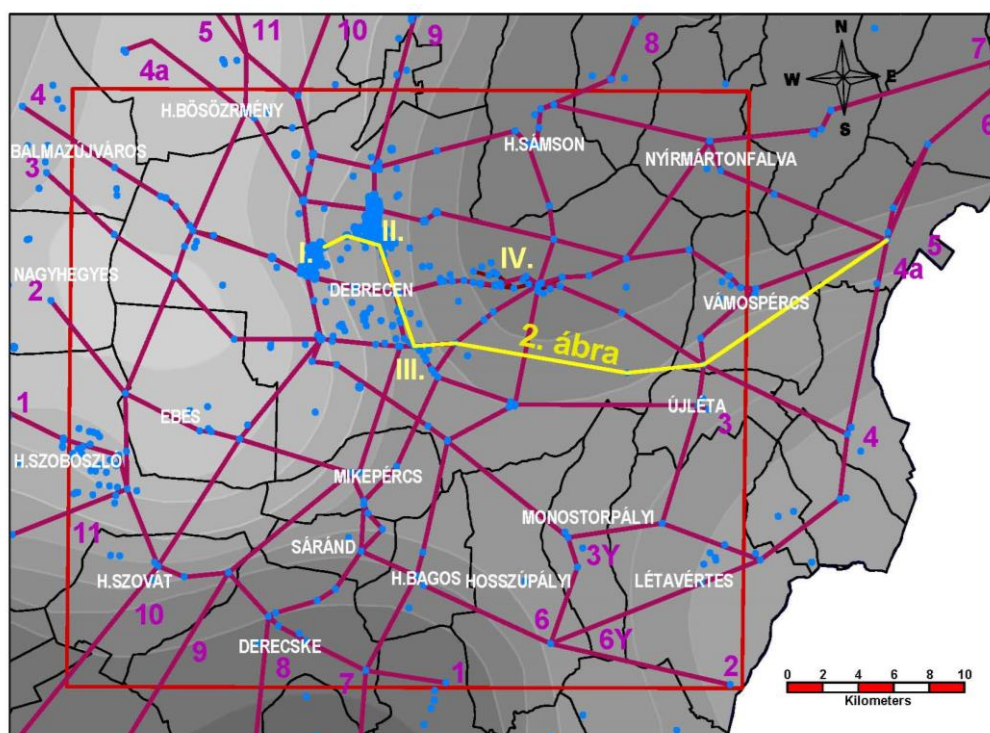 5
11
10
9
8
7
4a
N
W
E
S
4
H.BÖSÖZRMÉNY
6
BALMAZÚJVÁROS
H.SÁMSON
NYÍRMÁRTONFALVA
3
II.
5
I.
IV.
4a
NAGYHEGYES
DEBRECEN
VÁMOSPÉRCS
2
2. ábra
III.
1
EBES
ÚJLÉTA
3
4
H.SZOBOSZLÓ
MIKEPÉRCS
MONOSTORPÁLYI
11
SÁRÁND
3Y
H.SZOVÁT
H.BAGOS
HOSSZÚPÁLYI
LÉTAVÉRTES
10
6
9
DERECSKE
8
6Y
7
1
2
0 2 4 6 8 10
Kilometers